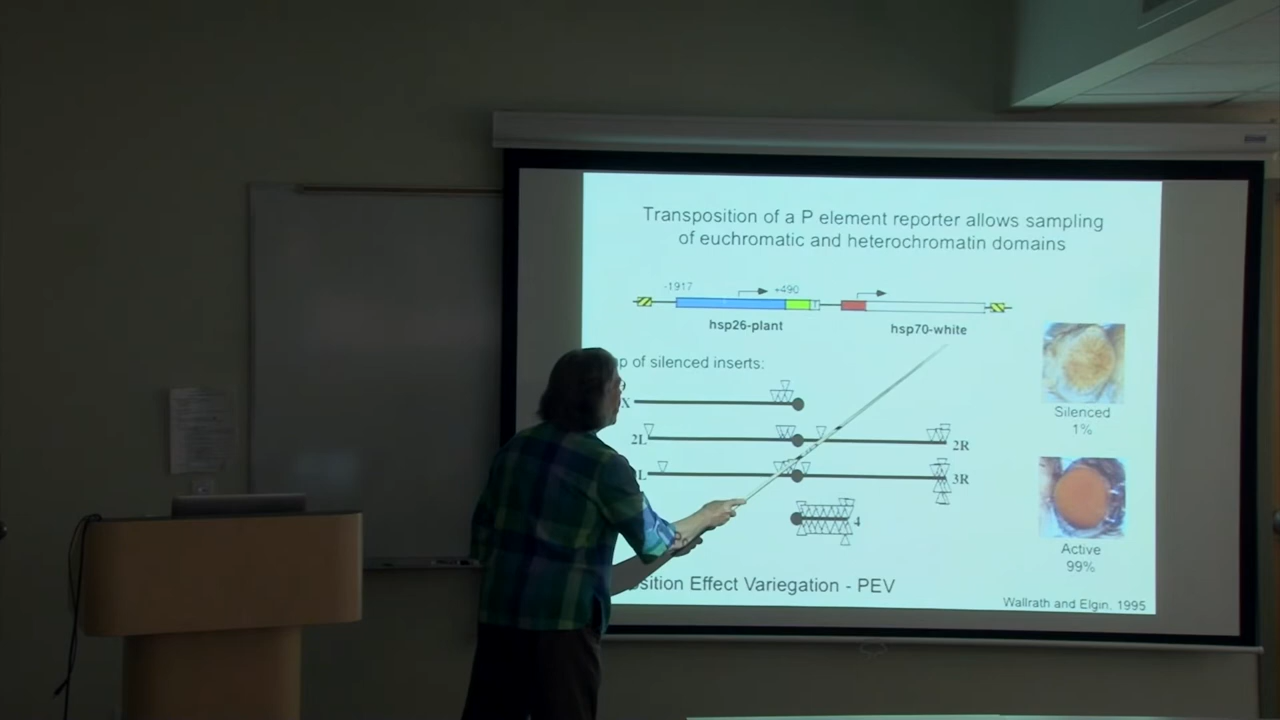 Transposition of a P element reporter allows sampling
of euchromatic and heterochromatin domains
-1917
+490
T
hsp26-plant
hsp70-white
p of silenced inserts:
X
2L
2R
L
3R
4
Silenced
1%
Active
99%
sition Effect Variegation - PEV
Wallrath and Elgin, 1995